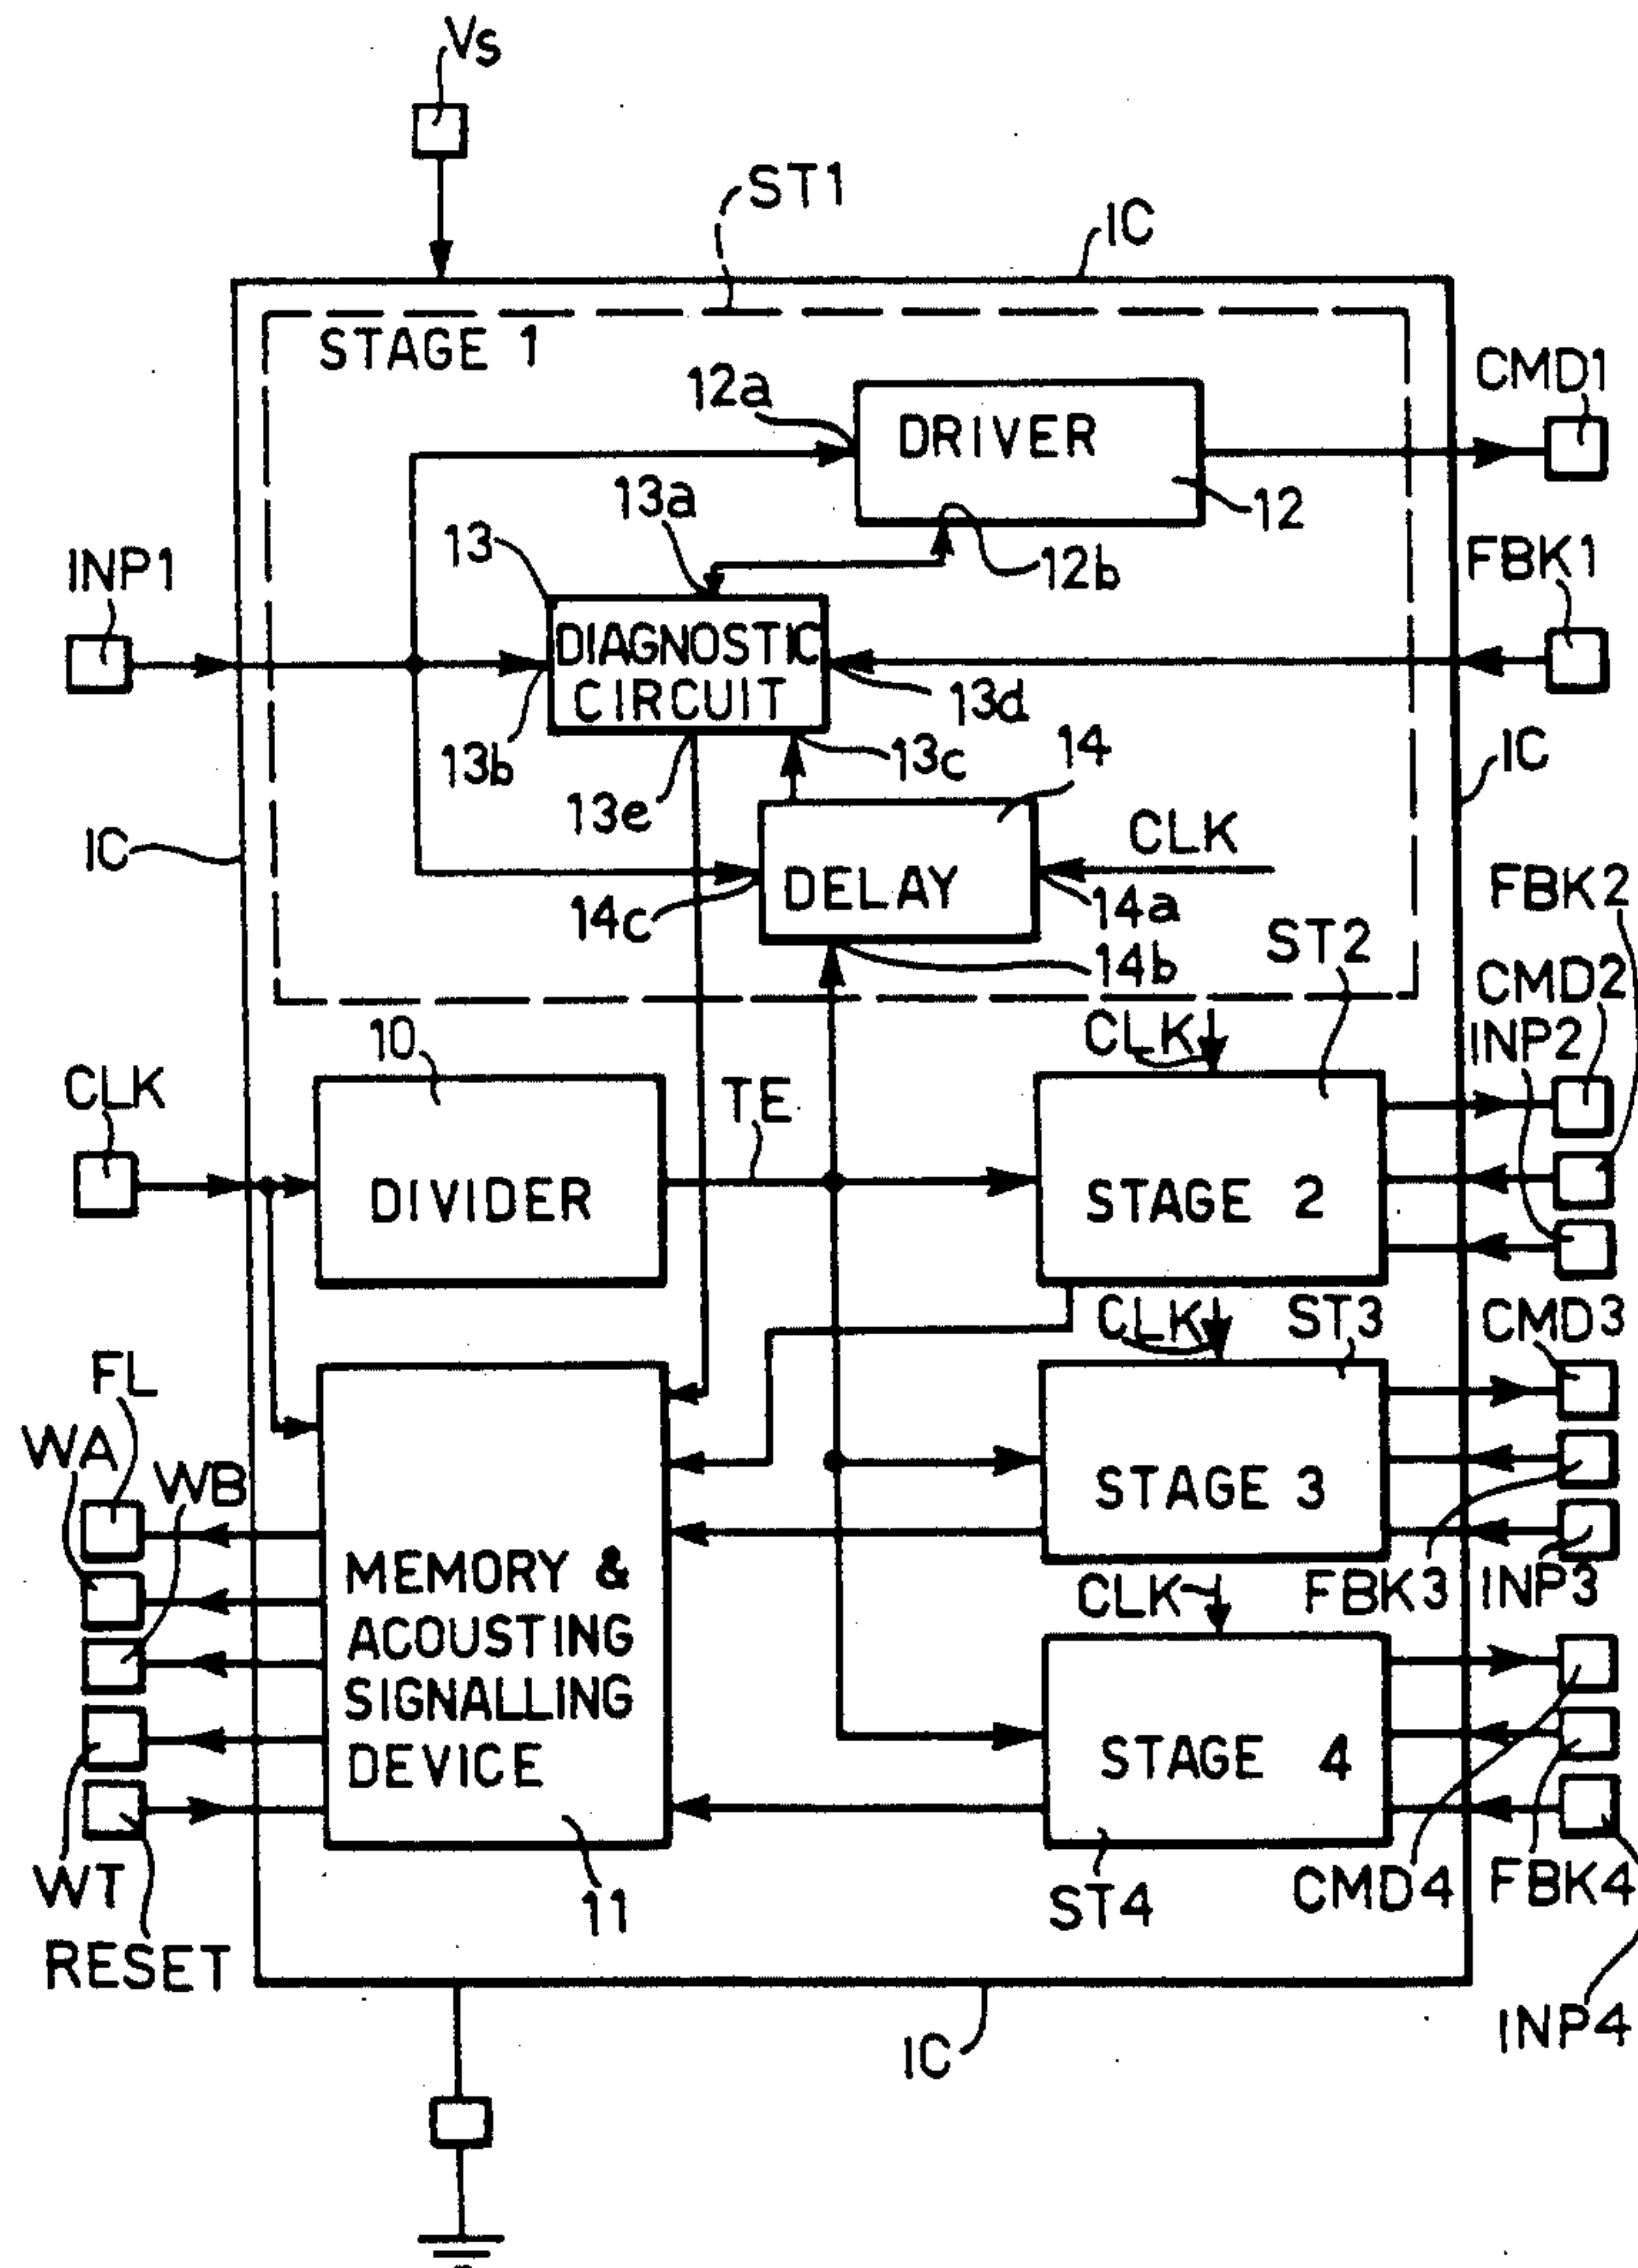 Vs
ST1
IC
STAGE 1
CMD1
12a
DRIVER
13a
12
13
12b
FBK1
INP1
DIAGNOSTIC
CIRCUIT
13d
13b
13c
14
IC
13e
CLK
IC
DELAY
FBK2
14c
14a
ST2
14b
CMD2
10
CLK
INP2
CLK
TE
DIVIDER
STAGE 2
CLK
ST3
CMD3
FL
WA
WB
STAGE 3
MEMORY &
ACOUSTING
SIGNALLING
DEVICE
CLK
FBK3
INP3
STAGE 4
WT
11
ST4
CMD4
FBK4
RESET
IC
INP4